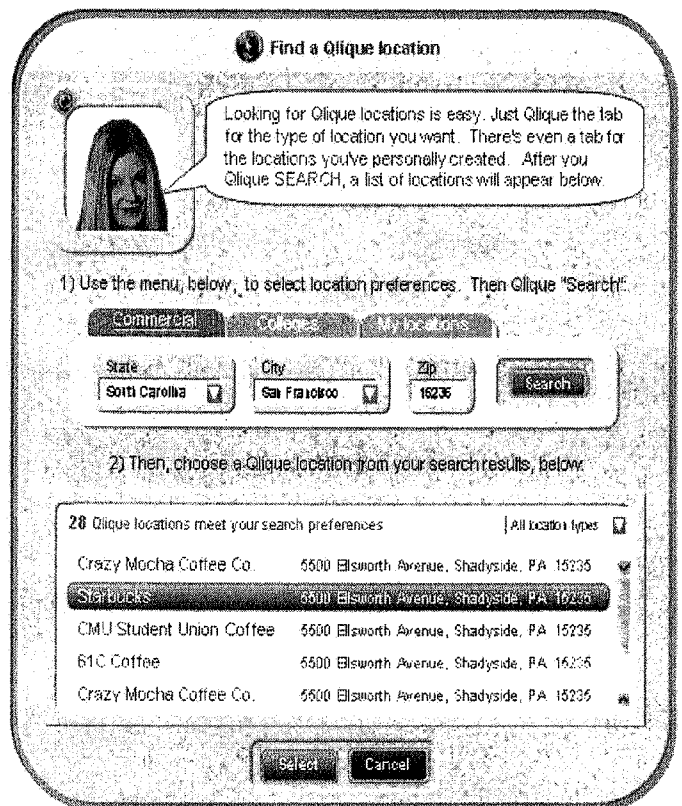 Find a Qlique location
Looking for Qlique locations is easy. Just Qlique the tab
for the type of location you want. There's even a tab for
the locations you've personally created. After you
Qlique SEARCH, a list of locations will appear below.
1) Use the menu, below, to select location preferences. Then Qlique "Search".
Commercial Colleges My locations
State City Zip
South Carolina San Francisco 15235 Search
2) Then, choose a Qlique location from your search results, below.
28 Qlique locations meet your search preferences All location types
Crazy Mocha Coffee Co. 5500 Ellsworth Avenue, Shadyside, PA 15235
Starbucks 5500 Ellsworth Avenue, Shadyside, PA 15235
CMU Student Union Coffee 5500 Ellsworth Avenue, Shadyside, PA 15235
61C Coffee 5500 Ellsworth Avenue, Shadyside, PA 15235
Crazy Mocha Coffee Co. 5500 Ellsworth Avenue, Shadyside, PA 15235
Select Cancel